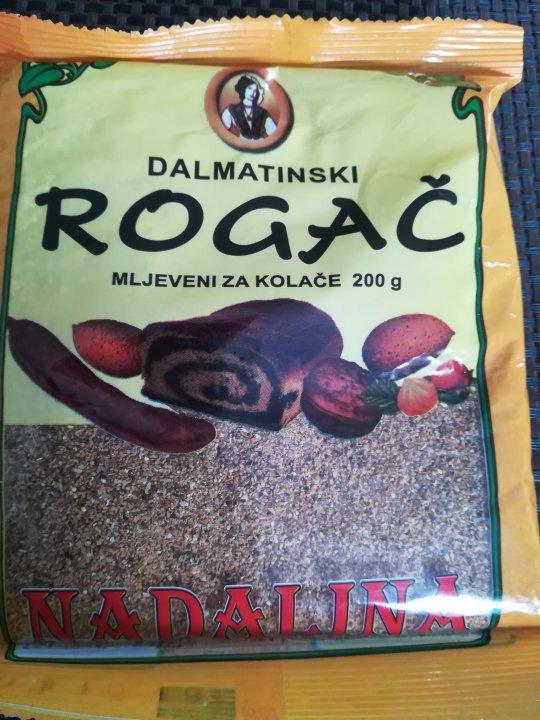 DALMATINSKI
ROGAČ
MLJEVENI ZA KOLAČE 200 g
NADALINA